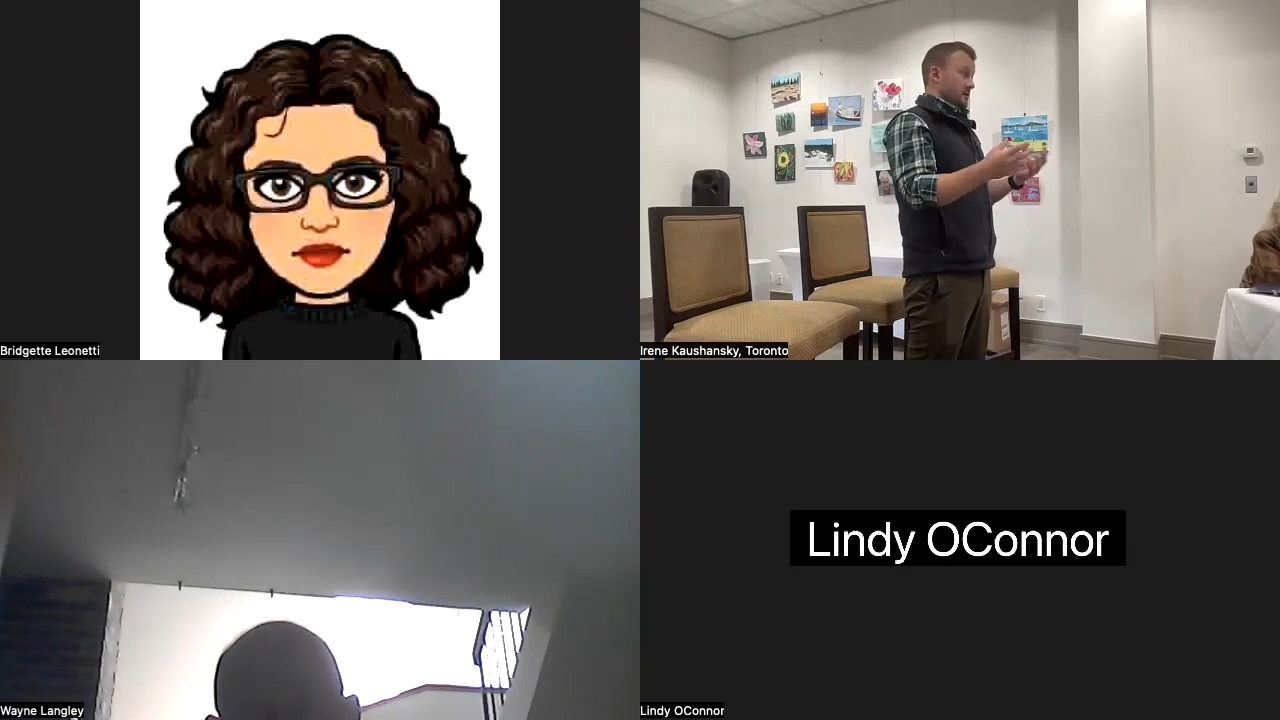 Bridgette Leonetti
Irene Kaushansky, Toronto
Lindy OConnor
Wayne Langley
Lindy OConnor